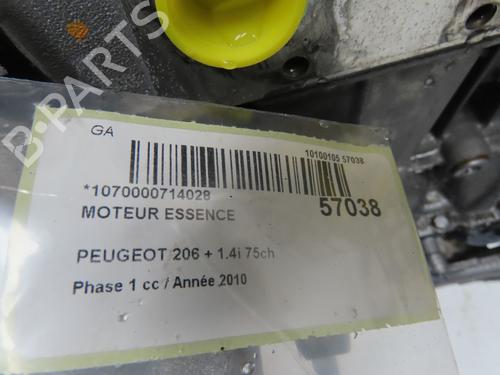 B-PARTS
GA
10100105 57038
*1070000714028
57038
MOTEUR ESSENCE
PEUGEOT 206 + 1.4i 75ch
Phase 1 cc / Année 2010